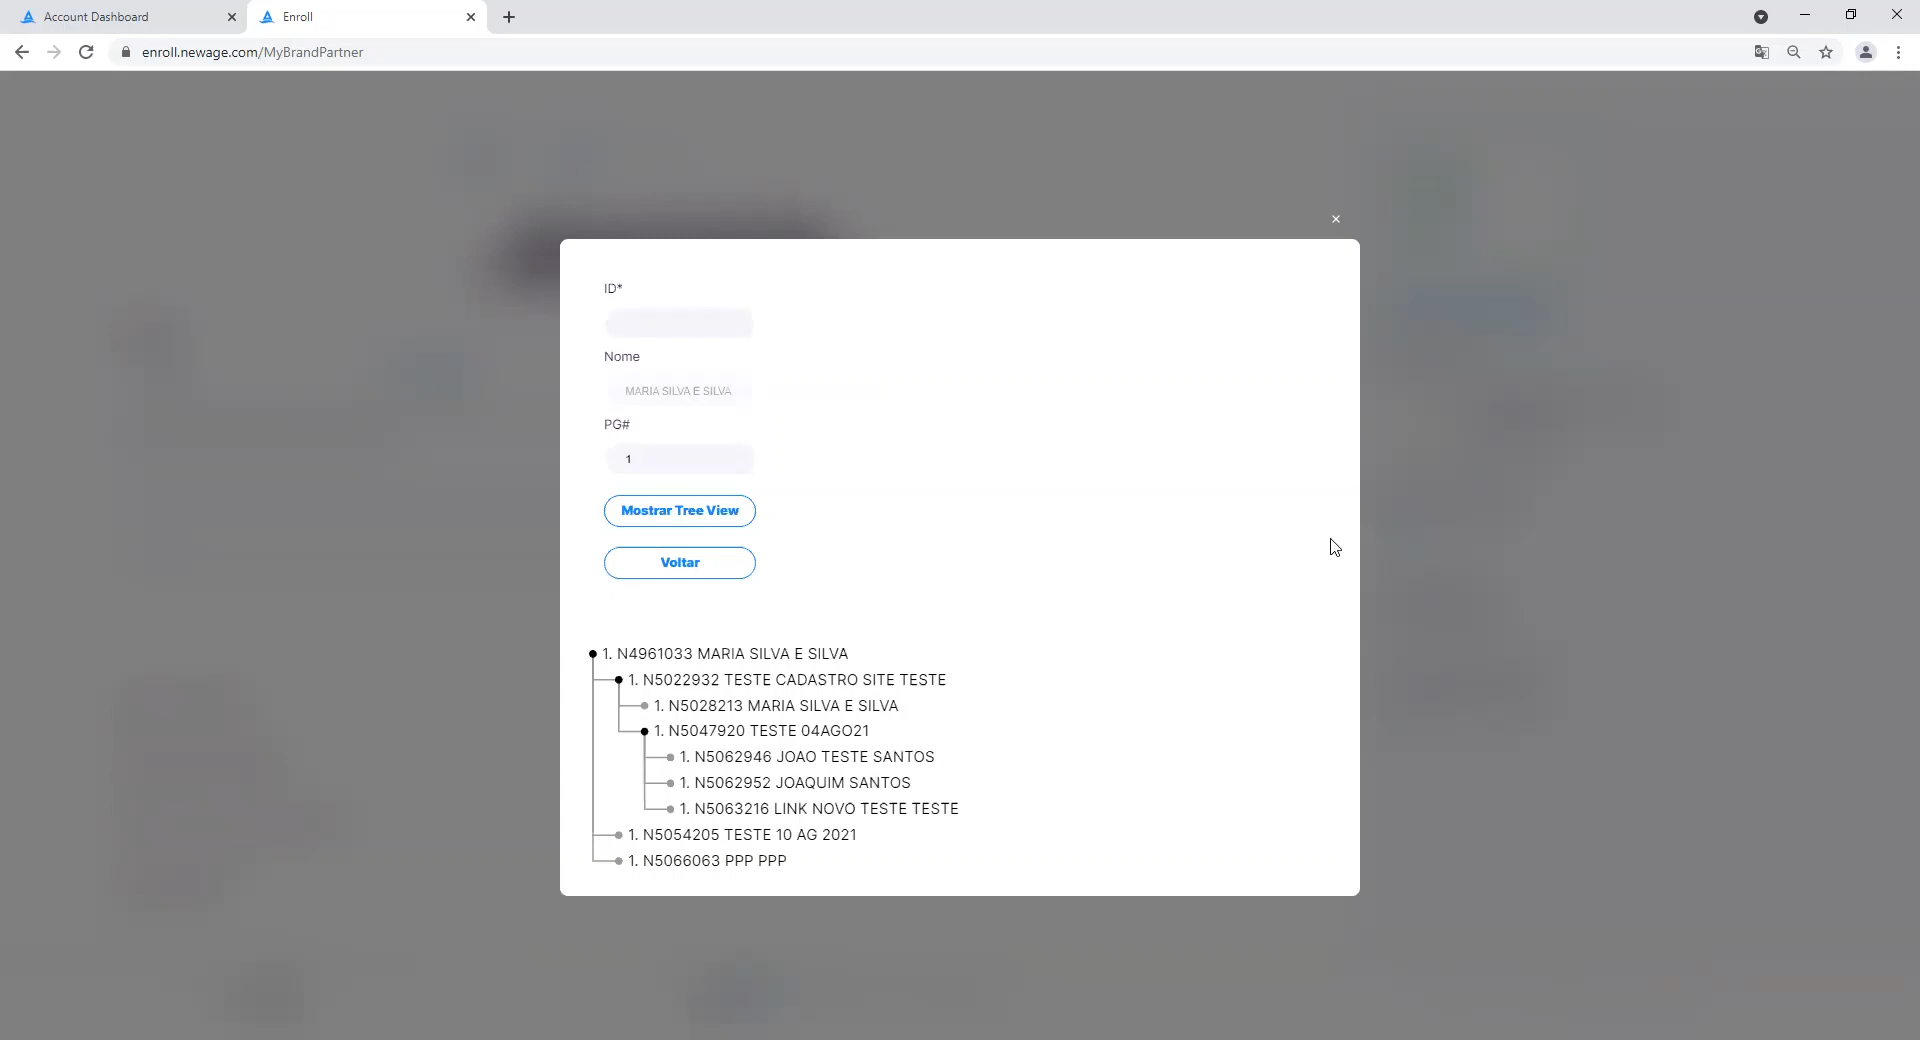 Account Dashboard
Enroll
enroll.newage.com/MyBrandPartner
ID*
Nome
MARIA SILVA E SILVA
PG#
1
Mostrar Tree View
Voltar
1. N4961033 MARIA SILVA E SILVA
1. N5022932 TESTE CADASTRO SITE TESTE
1. N5028213 MARIA SILVA E SILVA
1. N5047920 TESTE 04AGO21
1. N5062946 JOAO TESTE SANTOS
1. N5062952 JOAQUIM SANTOS
1. N5063216 LINK NOVO TESTE TESTE
1. N5054205 TESTE 10 AG 2021
1. N5066063 PPP PPP